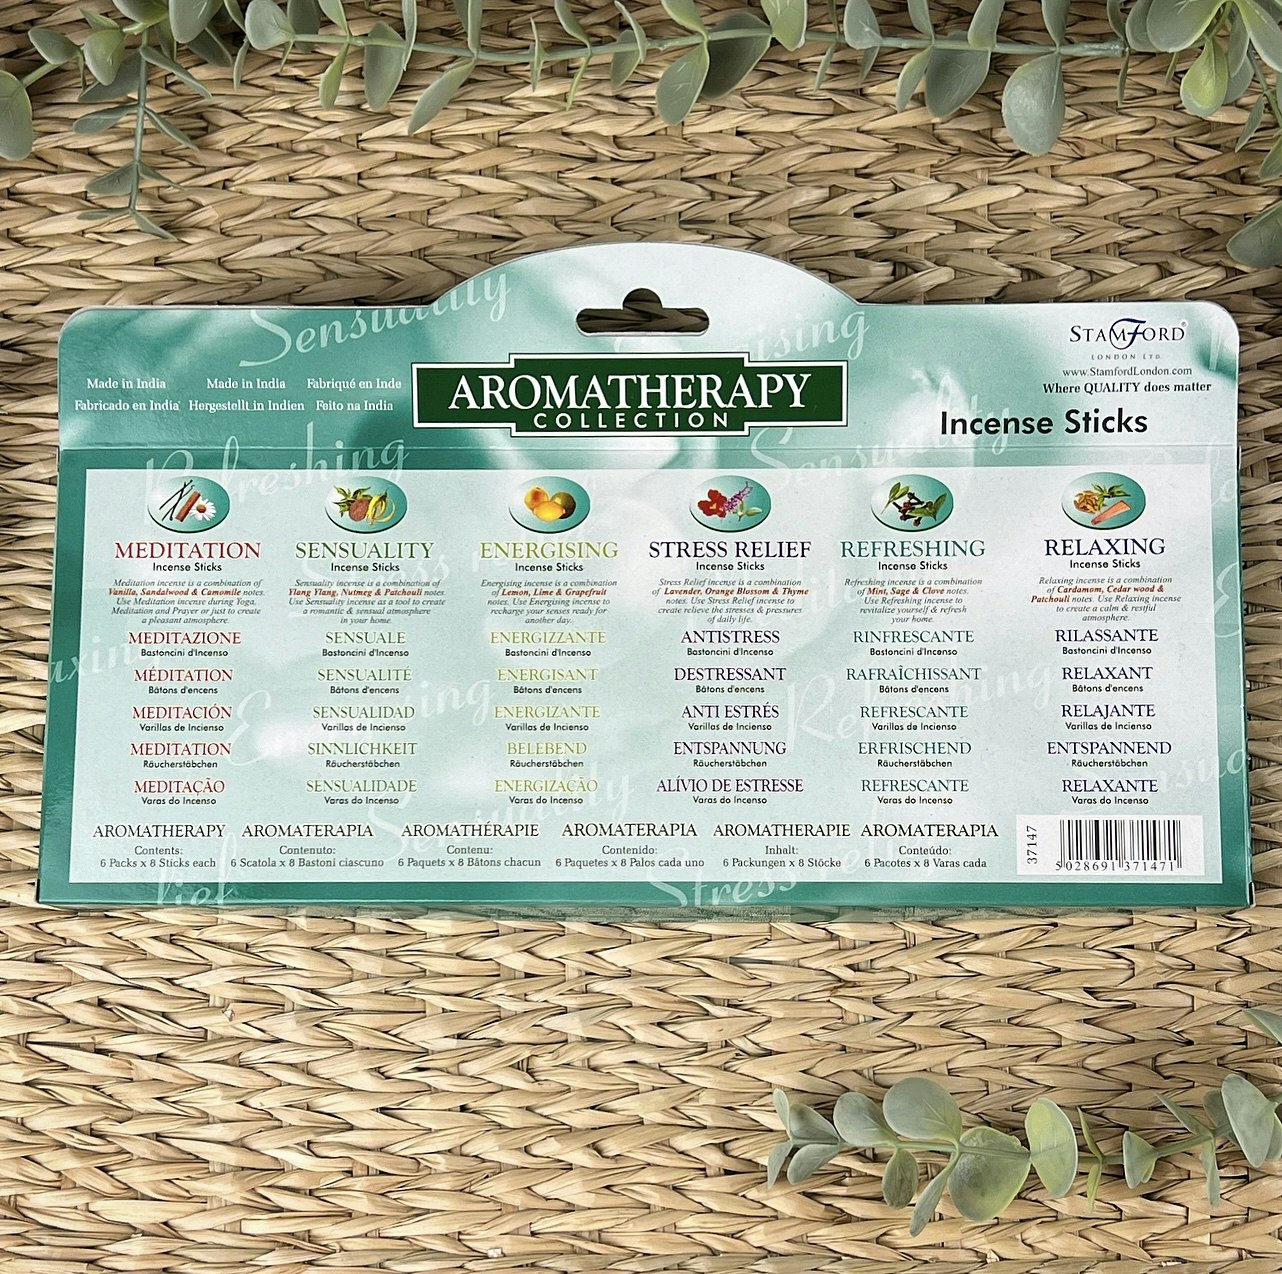 Sensuality
Energising
STAMFORD®
LONDON LTD.
www.StamfordLondon.com
Where QUALITY does matter
Made in India Made in India Fabriqué en Inde
Fabricado en India Hergestellt in Indien Feito na India
AROMATHERAPY
COLLECTION
Incense Sticks
Refreshing
Sensuality
MEDITATION
Incense Sticks
Meditation incense is a combination of
Vanilla, Sandalwood & Camomile notes.
Use Meditation incense during Yoga,
Meditation and Prayer or just to create
a pleasant atmosphere.
MEDITAZIONE
Bastoncini d'Incenso
MÉDITATION
Bâtons d'encens
MEDITACIÓN
Varillas de Incienso
MEDITATION
Räucherstäbchen
MEDITAÇÃO
Varas do Incenso
SENSUALITY
Incense Sticks
Sensuality incense is a combination of
Ylang Ylang, Nutmeg & Patchouli notes.
Use Sensuality incense as a tool to create
a romantic & sensual atmosphere
in your home.
SENSUALE
Bastoncini d'Incenso
SENSUALITÉ
Bâtons d'encens
SENSUALIDAD
Varillas de Incienso
SINNLICHKEIT
Räucherstäbchen
SENSUALIDADE
Varas do Incenso
ENERGISING
Incense Sticks
Energising incense is a combination
of Lemon, Lime & Grapefruit
notes. Use Energising incense to
recharge your senses ready for
another day.
ENERGIZZANTE
Bastoncini d'Incenso
ENERGISANT
Bâtons d'encens
ENERGIZANTE
Varillas de Incienso
BELEBEND
Räucherstäbchen
ENERGIZAÇÃO
Varas do Incenso
STRESS RELIEF
Incense Sticks
Stress Relief incense is a combination
of Lavender, Orange Blossom & Thyme
notes. Use Stress Relief incense to
create relieve the stresses & pressures
of daily life.
ANTISTRESS
Bastoncini d'Incenso
DESTRESSANT
Bâtons d'encens
ANTI ESTRÉS
Varillas de Incienso
ENTSPANNUNG
Räucherstäbchen
ALÍVIO DE ESTRESSE
Varas do Incenso
REFRESHING
Incense Sticks
Refreshing incense is a combination
of Mint, Sage & Clove notes.
Use Refreshing incense to
revitalize yourself & refresh
your home.
RINFRESCANTE
Bastoncini d'Incenso
RAFRAÎCHISSANT
Bâtons d'encens
REFRESCANTE
Varillas de Incienso
ERFRISCHEND
Räucherstäbchen
REFRESCANTE
Varas do Incenso
RELAXING
Incense Sticks
Relaxing incense is a combination
of Cardamom, Cedar wood &
Patchouli notes. Use Relaxing incense
to create a calm & restful
atmosphere.
RILASSANTE
Bastoncini d'Incenso
RELAXANT
Bâtons d'encens
RELAJANTE
Varillas de Incienso
ENTSPANNEND
Räucherstäbchen
RELAXANTE
Varas do Incenso
Energising
Refreshing
Sensuality
Stress Relief
AROMATHERAPY
Contents:
6 Packs x 8 Sticks each
AROMATERAPIA
Contenuto:
6 Scatola x 8 Bastoni ciascuno
AROMATHÉRAPIE
Contenu:
6 Paquets x 8 Bâtons chacun
AROMATERAPIA
Contenido:
6 Paquetes x 8 Palos cada uno
AROMATHERAPIE
Inhalt:
6 Packungen x 8 Stöcke
AROMATERAPIA
Conteúdo:
6 Pacotes x 8 Varas cada
37147
5 028691 371471